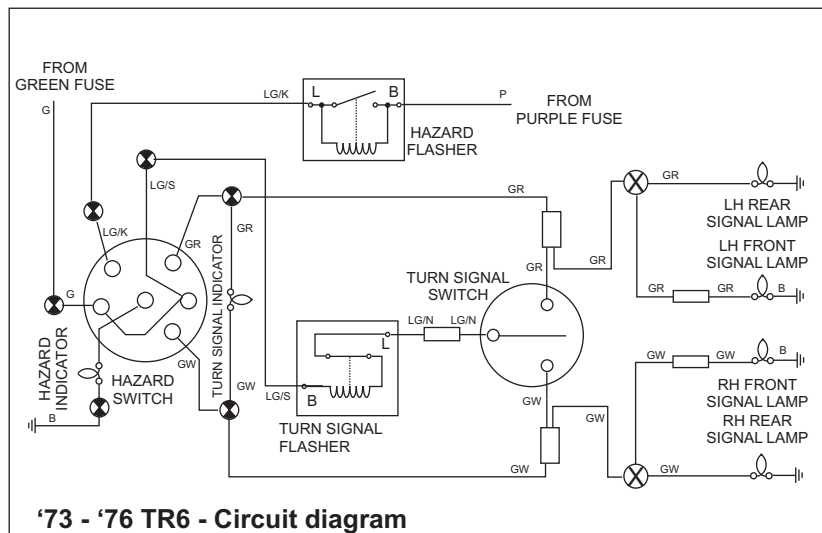 FROM
GREEN FUSE
G
LG/K
L
B
P
FROM
PURPLE FUSE
HAZARD
FLASHER
LG/S
LG/K
GR
GR
TURN SIGNAL INDICATOR
GW
GR
GR
GR
GR
LH REAR
SIGNAL LAMP
LH FRONT
SIGNAL LAMP
GR
GR
B
TURN SIGNAL
SWITCH
LG/N
LG/N
G
HAZARD
INDICATOR
HAZARD
SWITCH
B
GW
LG/S
L
B
TURN SIGNAL
FLASHER
GW
GW
GW
GW
GW
B
RH FRONT
SIGNAL LAMP
RH REAR
SIGNAL LAMP
GW
‘73 - ‘76 TR6 - Circuit diagram